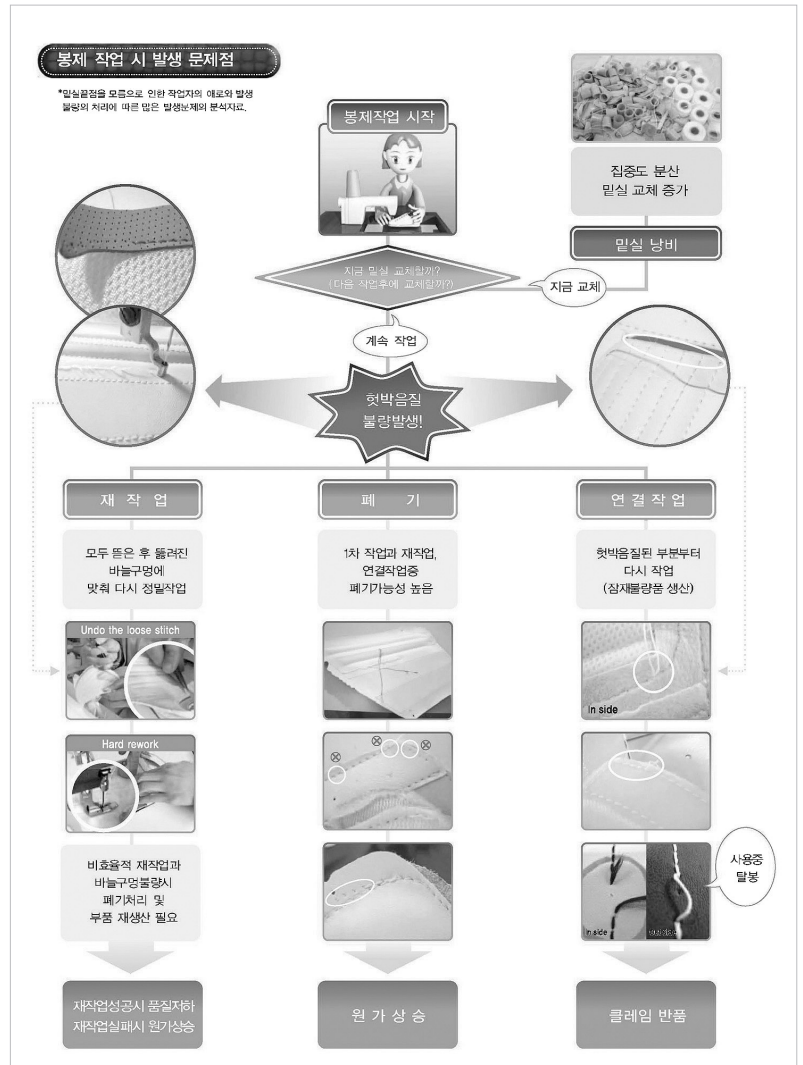 봉제 작업 시 발생 문제점
*밑실끝점을 모름으로 인한 작업자의 애로와 발생
불량의 처리에 따른 많은 발생문제의 분석자료.
봉제작업 시작
집중도 분산
밑실 교체 증가
밑실 낭비
지금 밑실 교체할까?
(다음 작업후에 교체할까?)
지금 교체
계속 작업
헛박음질
불량발생!
재 작 업
폐 기
연 결 작 업
모두 뜯은 후 뚫려진
바늘구멍에
맞춰 다시 정밀작업
1차 작업과 재작업,
연결작업중
폐기가능성 높음
헛박음질된 부분부터
다시 작업
(잠재불량품 생산)
Undo the loose stitch
In side
Hard rework
비효율적 재작업과
바늘구멍불량시
폐기처리 및
부품 재생산 필요
사용중
탈봉
In side
재작업성공시 품질저하
재작업실패시 원가상승
원 가 상 승
클레임 반품